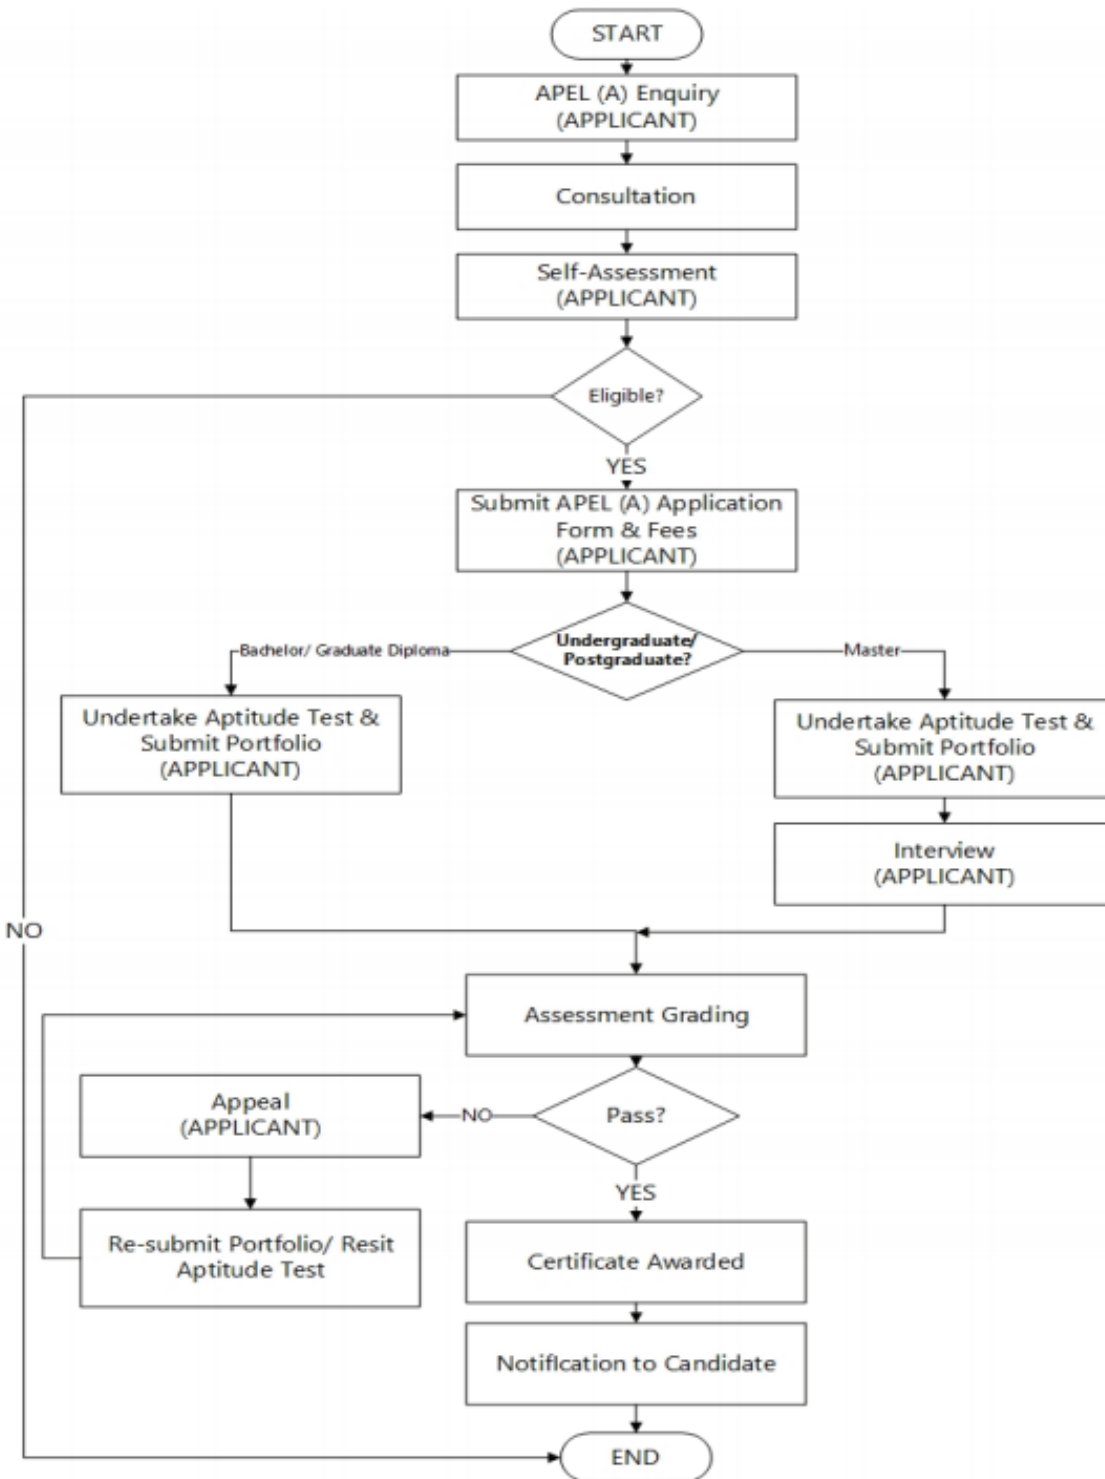 START
APEL (A) Enquiry
(APPLICANT)
Consultation
Self-Assessment
(APPLICANT)
Eligible?
YES
Submit APEL (A) Application
Form & Fees
(APPLICANT)
Undergraduate/
Postgraduate?
Bachelor/ Graduate Diploma
Master
Undertake Aptitude Test &
Submit Portfolio
(APPLICANT)
Undertake Aptitude Test &
Submit Portfolio
(APPLICANT)
Interview
(APPLICANT)
NO
Assessment Grading
Appeal
(APPLICANT)
NO
Pass?
YES
Re-submit Portfolio/ Resit
Aptitude Test
Certificate Awarded
Notification to Candidate
END